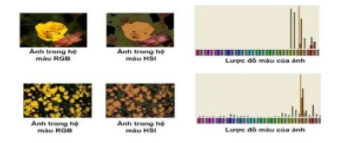 Ảnh trong hệ
màu RGB
Ảnh trong hệ
màu HSI
Lược đồ màu của ảnh
Ảnh trong hệ
màu RGB
Ảnh trong hệ
màu HSI
Lược đồ màu của ảnh